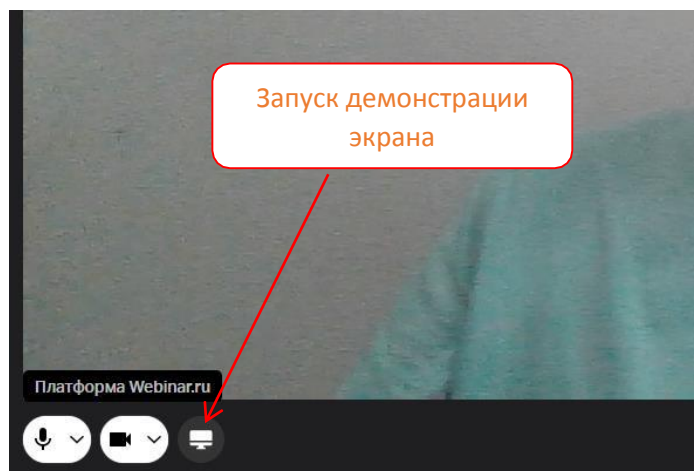 Запуск демонстрации
экрана
Платформа Webinar.ru